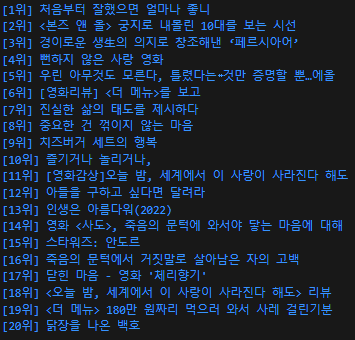 [1위] 처음부터 잘했으면 얼마나 좋니
[2위] <본즈 앤 올> 궁지로 내몰린 10대를 보는 시선
[3위] 경이로운 생生의 의지로 창조해낸 ‘페르시아어’
[4위] 뻔하지 않은 사랑 영화
[5위] 우린 아무것도 모른다, 틀렸다는 것만 증명할 뿐…에올
[6위] [영화리뷰] <더 메뉴>를 보고
[7위] 진실한 삶의 태도를 제시하다
[8위] 중요한 건 꺾이지 않는 마음
[9위] 치즈버거 세트의 행복
[10위] 즐기거나 놀리거나,
[11위] [영화감상]오늘 밤, 세계에서 이 사랑이 사라진다 해도
[12위] 아들을 구하고 싶다면 달려라
[13위] 인생은 아름다워(2022)
[14위] 영화 <사도>, 죽음의 문턱에 와서야 닿는 마음에 대해
[15위] 스타워즈: 안도르
[16위] 죽음의 문턱에서 거짓말로 살아남은 자의 고백
[17위] 닫힌 마음 - 영화 '체리향기'
[18위] <오늘 밤, 세계에서 이 사랑이 사라진다 해도> 리뷰
[19위] <더 메뉴> 180만 원짜리 먹으러 와서 사레 걸린기분
[20위] 닭장을 나온 백호